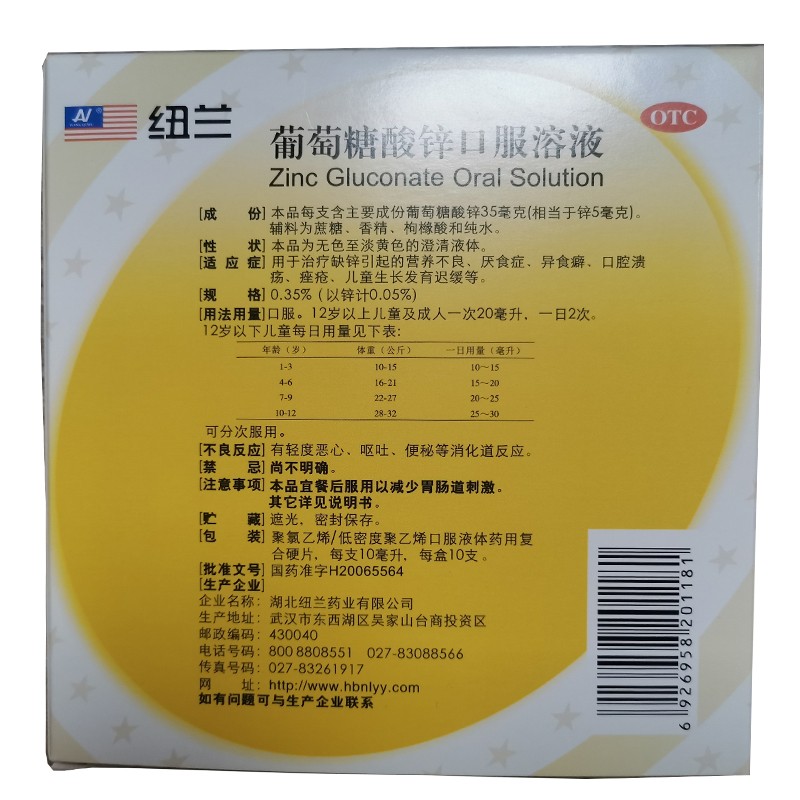 纽兰
OTC
葡萄糖酸锌口服溶液
Zinc Gluconate Oral Solution
[成 份] 本品每支含主要成份葡萄糖酸锌35毫克(相当于锌5毫克)。
辅料为蔗糖、香精、枸橼酸和纯水。
[性 状] 本品为无色至淡黄色的澄清液体。
[适 应 症] 用于治疗缺锌引起的营养不良、厌食症、异食癖、口腔溃
疡、痤疮、儿童生长发育迟缓等。
[规 格] 0.35% (以锌计0.05%)
[用法用量] 口服。12岁以上儿童及成人一次20毫升，一日2次。
12岁以下儿童每日用量见下表：
年龄（岁） 体重（公斤） 一日用量（毫升）
1-3 10-15 10～15
4-6 16-21 15～20
7-9 22-27 20～25
10-12 28-32 25～30
可分次服用。
[不良反应] 有轻度恶心、呕吐、便秘等消化道反应。
[禁 忌] 尚不明确。
[注意事项] 本品宜餐后服用以减少胃肠道刺激。
其它详见说明书。
[贮 藏] 遮光，密封保存。
[包 装] 聚氯乙烯/低密度聚乙烯口服液体药用复
合硬片，每支10毫升，每盒10支。
[批准文号] 国药准字H20065564
[生产企业]
企业名称：湖北纽兰药业有限公司
生产地址：武汉市东西湖区吴家山台商投资区
邮政编码：430040
电话号码：800 8808551 027-83088566
传真号码：027-83261917
网 址：http://www.hbnlyy.com
如有问题可与生产企业联系
6 926958 201181